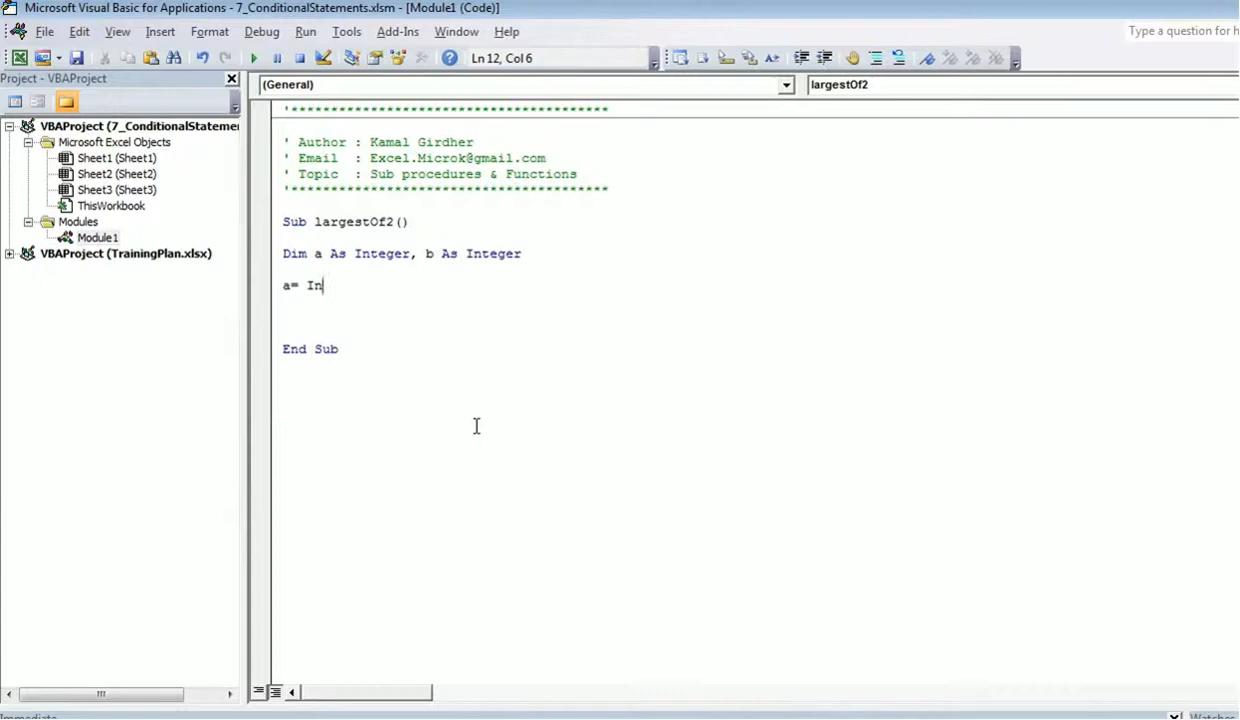 Microsoft Visual Basic for Applications - 7_ConditionalStatements.xlsm - [Module1 (Code)]
File Edit View Insert Format Debug Run Tools Add-Ins Window Help
Type a question for h
Ln 12, Col 6
Project - VBAProject
(General)
largestOf2
VBAProject (7_ConditionalStatemer
Microsoft Excel Objects
Sheet1 (Sheet1)
Sheet2 (Sheet2)
Sheet3 (Sheet3)
ThisWorkbook
Modules
Module1
VBAProject (TrainingPlan.xlsx)
'****************************************
' Author : Kamal Girdher
' Email  : Excel.Microk@gmail.com
' Topic  : Sub procedures & Functions
'****************************************
Sub largestOf2()
Dim a As Integer, b As Integer
a= In
End Sub
Immediate
Watches